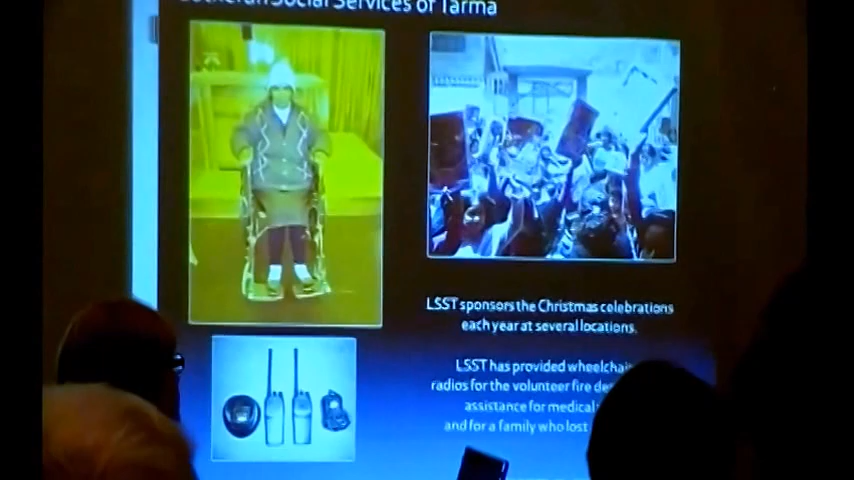 Social Services of Tarma
LSST sponsors the Christmas celebrations
each year at several locations.
LSST has provided
radios for the volunteer fire
assistance for medical
and for a family who lost